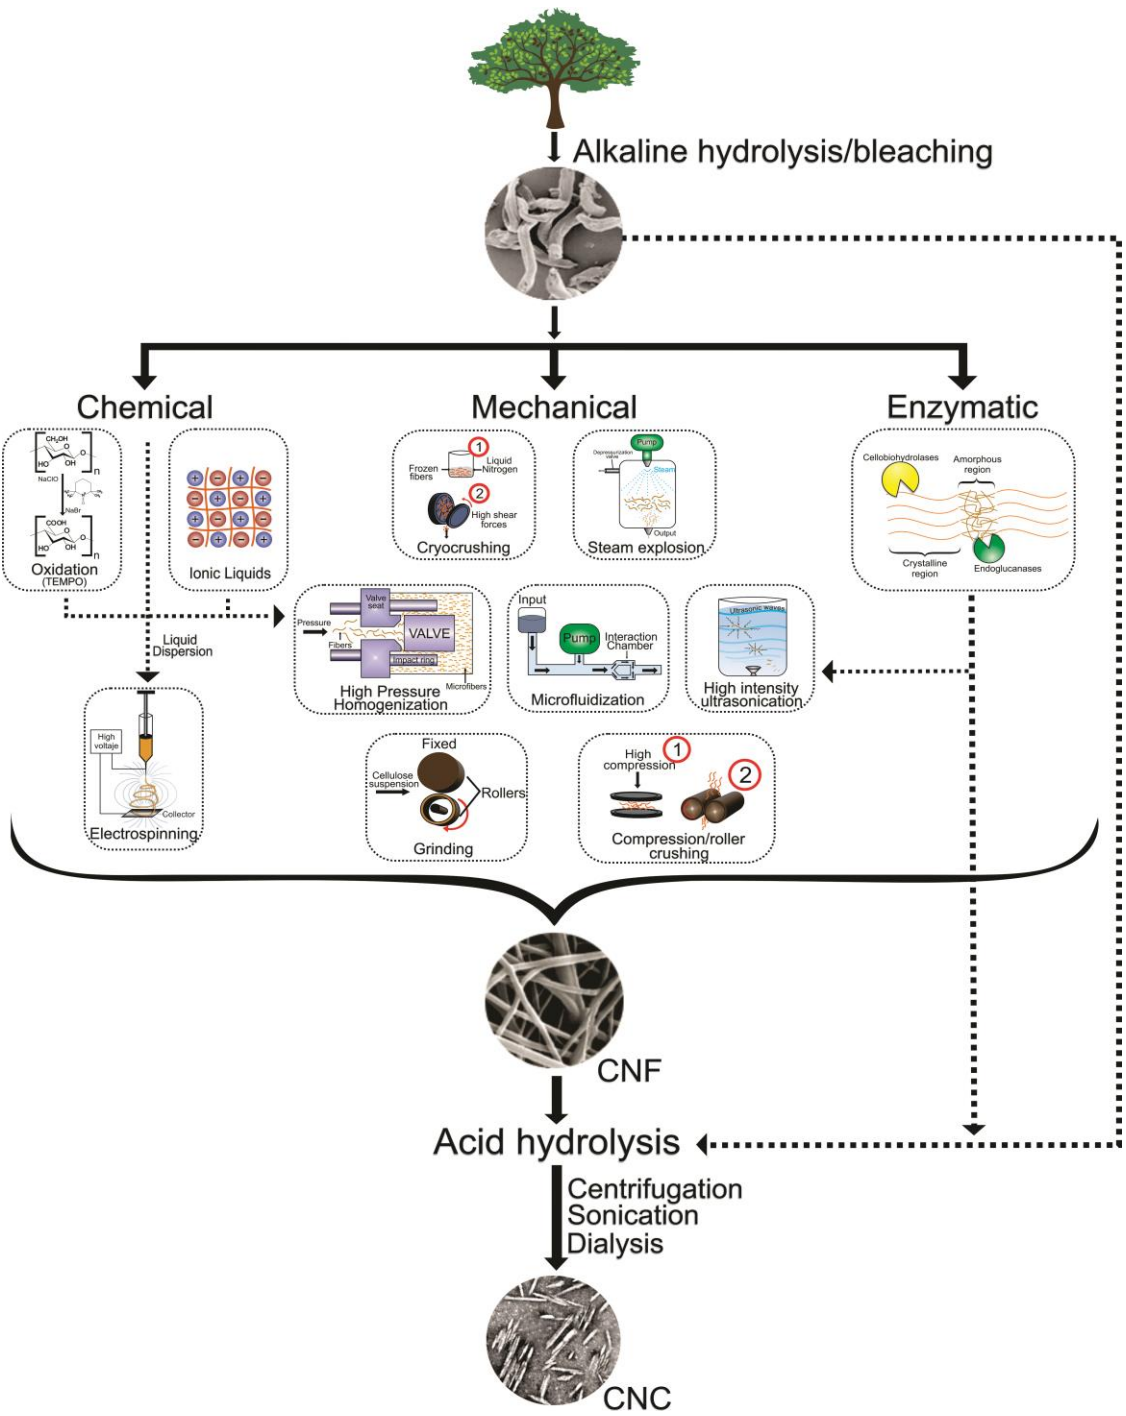 Alkaline hydrolysis/bleaching
Chemical
Mechanical
Enzymatic
CH₂OH
O
O
HO
OH
n
NaClO
NaBr
COOH
O
O
HO
OH
n
Oxidation
(TEMPO)
+ − + −
− + − +
+ − + −
− + − +
Ionic Liquids
1
Frozen
fibers
Liquid
Nitrogen
2
High shear
forces
Cryocrushing
Pump
Depressurization
valve
Steam
Output
Steam explosion
Cellobiohydrolases
Amorphous
region
Crystalline
region
Endoglucanases
Liquid
Dispersion
Valve
seat
Pressure
Fibers
VALVE
Impact ring
Microfibers
High Pressure
Homogenization
Input
Pump
Interaction
Chamber
Microfluidization
Ultrasonic waves
High intensity
ultrasonication
High
voltaje
Collector
Electrospinning
Fixed
Cellulose
suspension
Rollers
Grinding
High
compression
1
2
Compression/roller
crushing
CNF
Acid hydrolysis
Centrifugation
Sonication
Dialysis
CNC